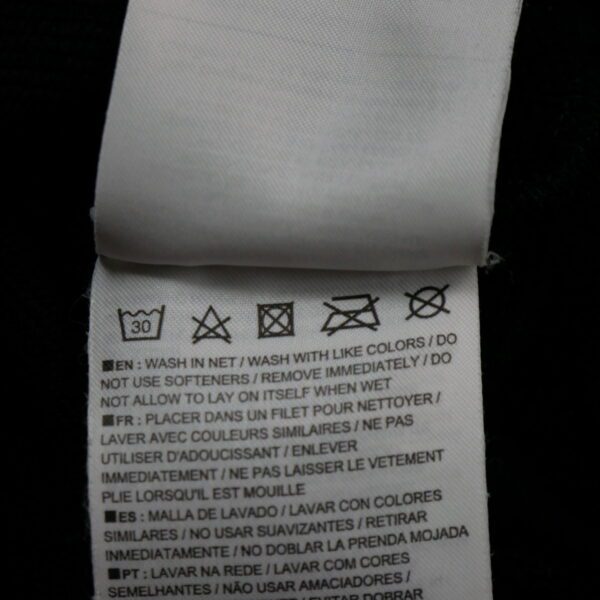 30
■EN : WASH IN NET / WASH WITH LIKE COLORS / DO
NOT USE SOFTENERS / REMOVE IMMEDIATELY / DO
NOT ALLOW TO LAY ON ITSELF WHEN WET
■FR : PLACER DANS UN FILET POUR NETTOYER /
LAVER AVEC COULEURS SIMILAIRES / NE PAS
UTILISER D'ADOUCISSANT / ENLEVER
IMMEDIATEMENT / NE PAS LAISSER LE VETEMENT
PLIE LORSQU'IL EST MOUILLE
■ES : MALLA DE LAVADO / LAVAR CON COLORES
SIMILARES / NO USAR SUAVIZANTES / RETIRAR
INMEDIATAMENTE / NO DOBLAR LA PRENDA MOJADA
■PT : LAVAR NA REDE / LAVAR COM CORES
SEMELHANTES / NÃO USAR AMACIADORES /
EVITAR DOBRAR